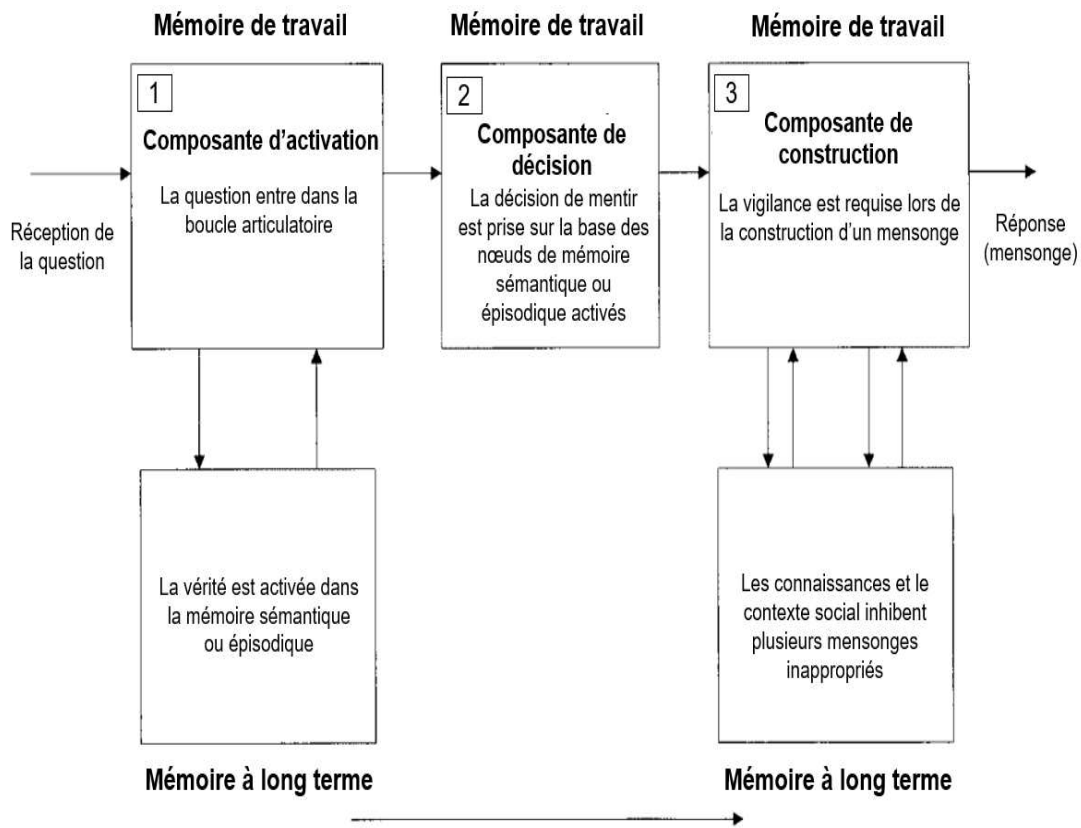 Mémoire de travail
Mémoire de travail
Mémoire de travail
1
Composante d'activation
La question entre dans la
boucle articulatoire
2
Composante de
décision
La décision de mentir
est prise sur la base des
nœuds de mémoire
sémantique ou
épisodique activés
3
Composante de
construction
La vigilance est requise lors de
la construction d'un mensonge
Réception de
la question
Réponse
(mensonge)
La vérité est activée dans
la mémoire sémantique
ou épisodique
Les connaissances et le
contexte social inhibent
plusieurs mensonges
inappropriés
Mémoire à long terme
Mémoire à long terme